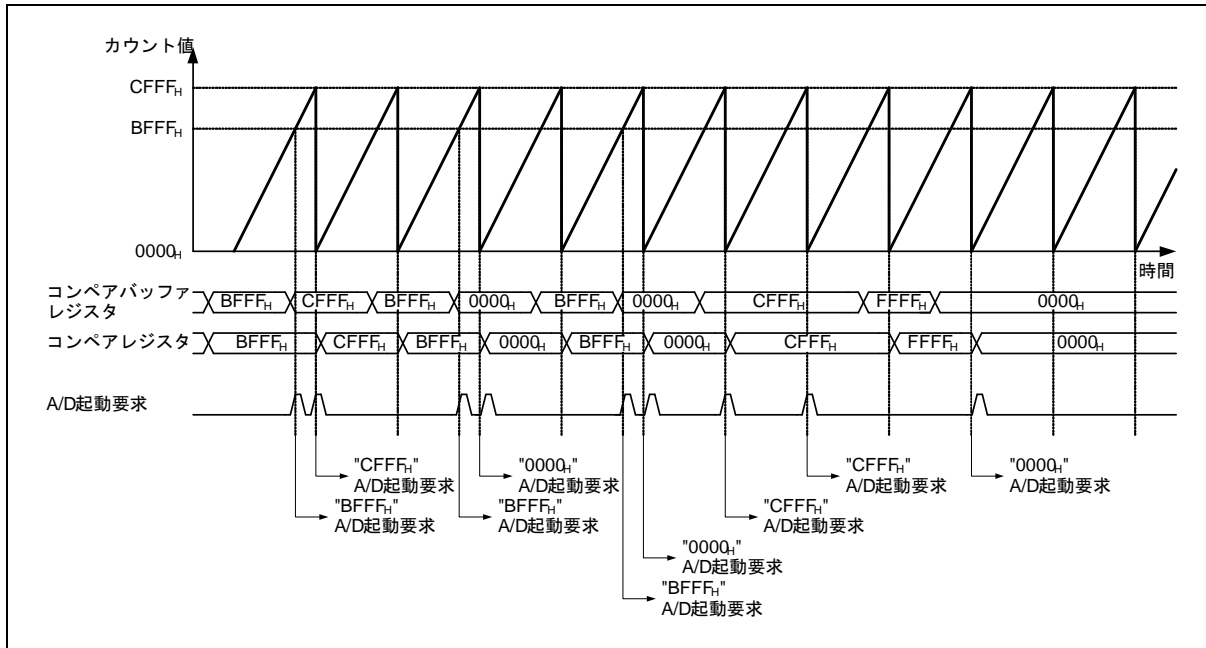 カウント値
CFFFH
BFFFH
0000H
時間
コンペアバッファ
レジスタ
BFFFH CFFFH BFFFH 0000H BFFFH 0000H CFFFH FFFFH 0000H
コンペアレジスタ
BFFFH CFFFH BFFFH 0000H BFFFH 0000H CFFFH FFFFH 0000H
A/D起動要求
"CFFFH"
A/D起動要求
"0000H"
A/D起動要求
"CFFFH"
A/D起動要求
"0000H"
A/D起動要求
"BFFFH"
A/D起動要求
"BFFFH"
A/D起動要求
"CFFFH"
A/D起動要求
"0000H"
A/D起動要求
"BFFFH"
A/D起動要求